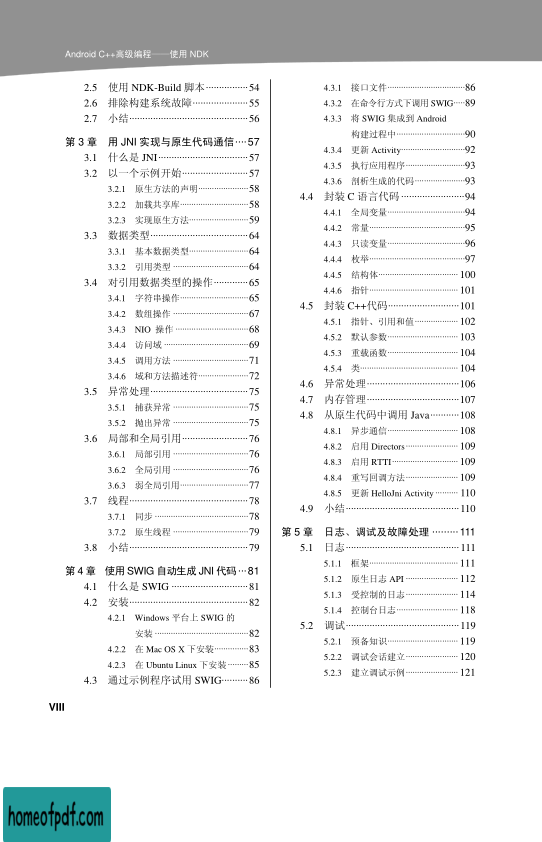 Android C++高级编程——使用 NDK
2.5 使用 NDK-Build 脚本················54
2.6 排除构建系统故障····················55
2.7 小结············································56
第 3 章 用 JNI 实现与原生代码通信····57
3.1 什么是 JNI·································57
3.2 以一个示例开始························57
3.2.1 原生方法的声明····················58
3.2.2 加载共享库···························58
3.2.3 实现原生方法························59
3.3 数据类型····································64
3.3.1 基本数据类型························64
3.3.2 引用类型······························64
3.4 对引用数据类型的操作············65
3.4.1 字符串操作···························65
3.4.2 数组操作······························67
3.4.3 NIO 操作······························68
3.4.4 访问域·································69
3.4.5 调用方法······························71
3.4.6 域和方法描述符····················72
3.5 异常处理····································75
3.5.1 捕获异常······························75
3.5.2 抛出异常······························75
3.6 局部和全局引用························76
3.6.1 局部引用······························76
3.6.2 全局引用······························76
3.6.3 弱全局引用···························77
3.7 线程············································78
3.7.1 同步····································78
3.7.2 原生线程······························79
3.8 小结············································79
第 4 章 使用 SWIG 自动生成 JNI 代码···81
4.1 什么是 SWIG ····························81
4.2 安装············································82
4.2.1 Windows 平台上 SWIG 的
安装····································82
4.2.2 在 Mac OS X 下安装·············83
4.2.3 在 Ubuntu Linux 下安装·········85
4.3 通过示例程序试用 SWIG··········86
4.3.1 接口文件······························86
4.3.2 在命令行方式下调用 SWIG·····89
4.3.3 将 SWIG 集成到 Android
构建过程中···························90
4.3.4 更新 Activity·························92
4.3.5 执行应用程序························93
4.3.6 剖析生成的代码····················93
4.4 封装 C 语言代码·······················94
4.4.1 全局变量······························94
4.4.2 常量····································95
4.4.3 只读变量······························96
4.4.4 枚举····································97
4.4.5 结构体·······························100
4.4.6 指针··································101
4.5 封装 C++代码··························101
4.5.1 指针、引用和值·················102
4.5.2 默认参数···························103
4.5.3 重载函数···························104
4.5.4 类······································104
4.6 异常处理··································106
4.7 内存管理··································107
4.8 从原生代码中调用 Java···········108
4.8.1 异步通信···························108
4.8.2 启用 Directors····················109
4.8.3 启用 RTTI·························109
4.8.4 重写回调方法·····················109
4.8.5 更新 HelloJni Activity·········110
4.9 小结··········································110
第 5 章 日志、调试及故障处理·········111
5.1 日志··········································111
5.1.1 框架··································111
5.1.2 原生日志 API····················112
5.1.3 受控制的日志·····················114
5.1.4 控制台日志························118
5.2 调试··········································119
5.2.1 预备知识···························119
5.2.2 调试会话建立·····················120
5.2.3 建立调试示例·····················121
VIII
homeofpdf.com